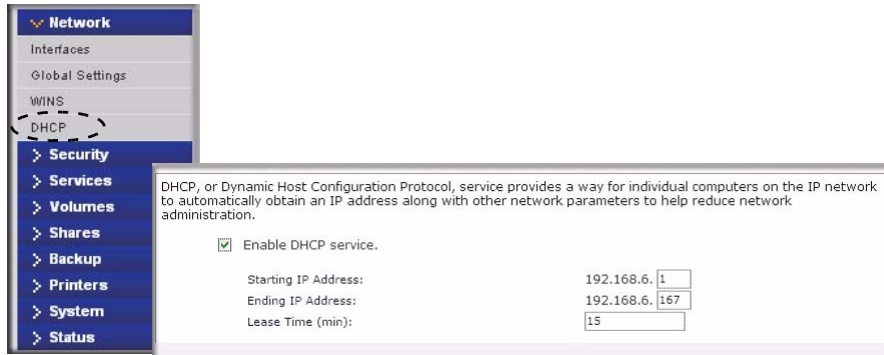 Network
Interfaces
Global Settings
WINS
DHCP
> Security
> Services
> Volumes
> Shares
> Backup
> Printers
> System
> Status
DHCP, or Dynamic Host Configuration Protocol, service provides a way for individual computers on the IP network
to automatically obtain an IP address along with other network parameters to help reduce network
administration.
Enable DHCP service.
Starting IP Address: 192.168.6. 1
Ending IP Address: 192.168.6. 167
Lease Time (min): 15